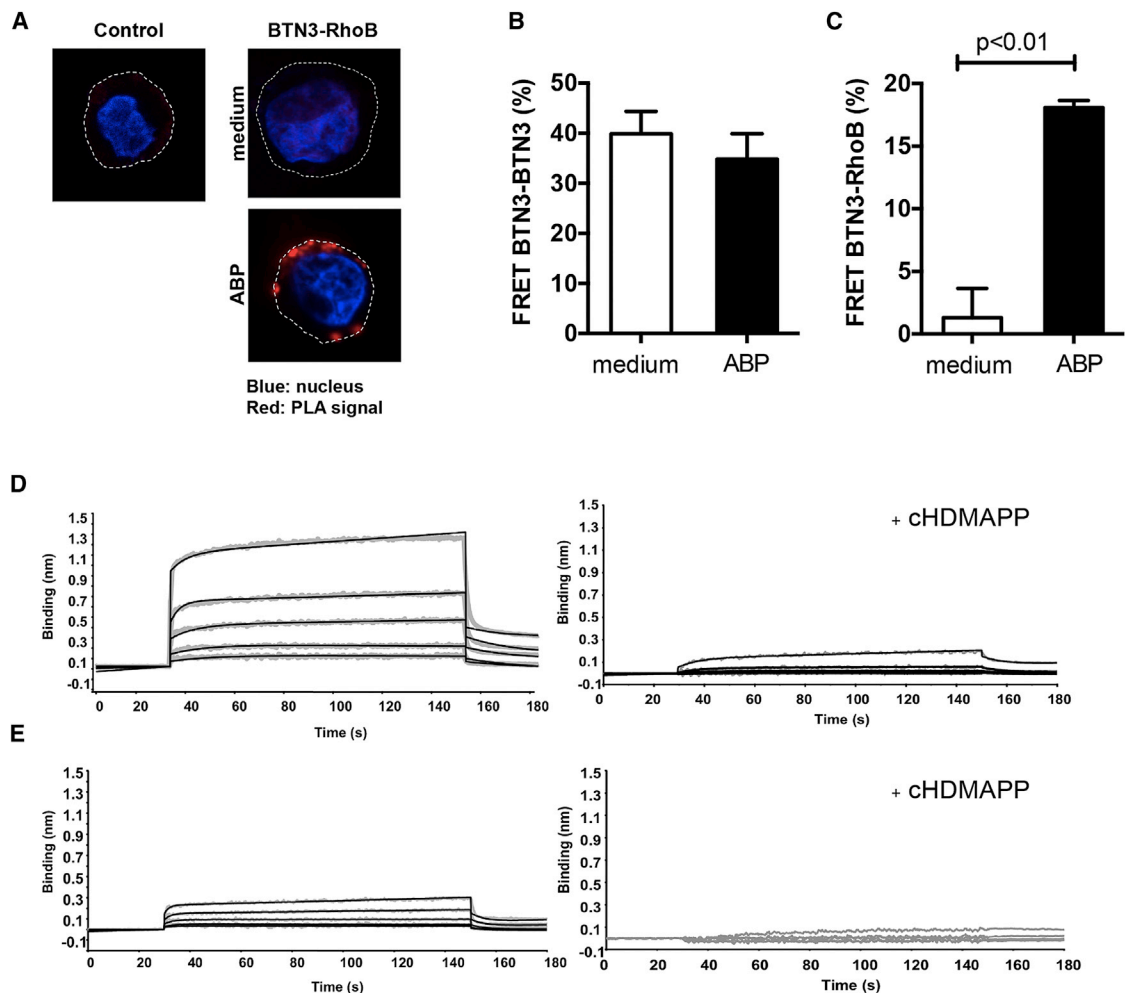 A
Control
BTN3-RhoB
medium
ABP
Blue: nucleus
Red: PLA signal
B
FRET BTN3-BTN3 (%)
50
40
30
20
10
0
medium ABP
C
p<0.01
FRET BTN3-RhoB (%)
20
15
10
5
0
medium ABP
D
Binding (nm)
1.5
1.3
1.1
0.9
0.7
0.5
0.3
0.1
-0.1
0 20 40 60 80 100 120 140 160 180
Time (s)
+ cHDMAPP
Binding (nm)
1.5
1.3
1.1
0.9
0.7
0.5
0.3
0.1
-0.1
0 20 40 60 80 100 120 140 160 180
Time (s)
E
Binding (nm)
1.5
1.3
1.1
0.9
0.7
0.5
0.3
0.1
-0.1
0 20 40 60 80 100 120 140 160 180
Time (s)
+ cHDMAPP
Binding (nm)
1.5
1.3
1.1
0.9
0.7
0.5
0.3
0.1
-0.1
0 20 40 60 80 100 120 140 160 180
Time (s)